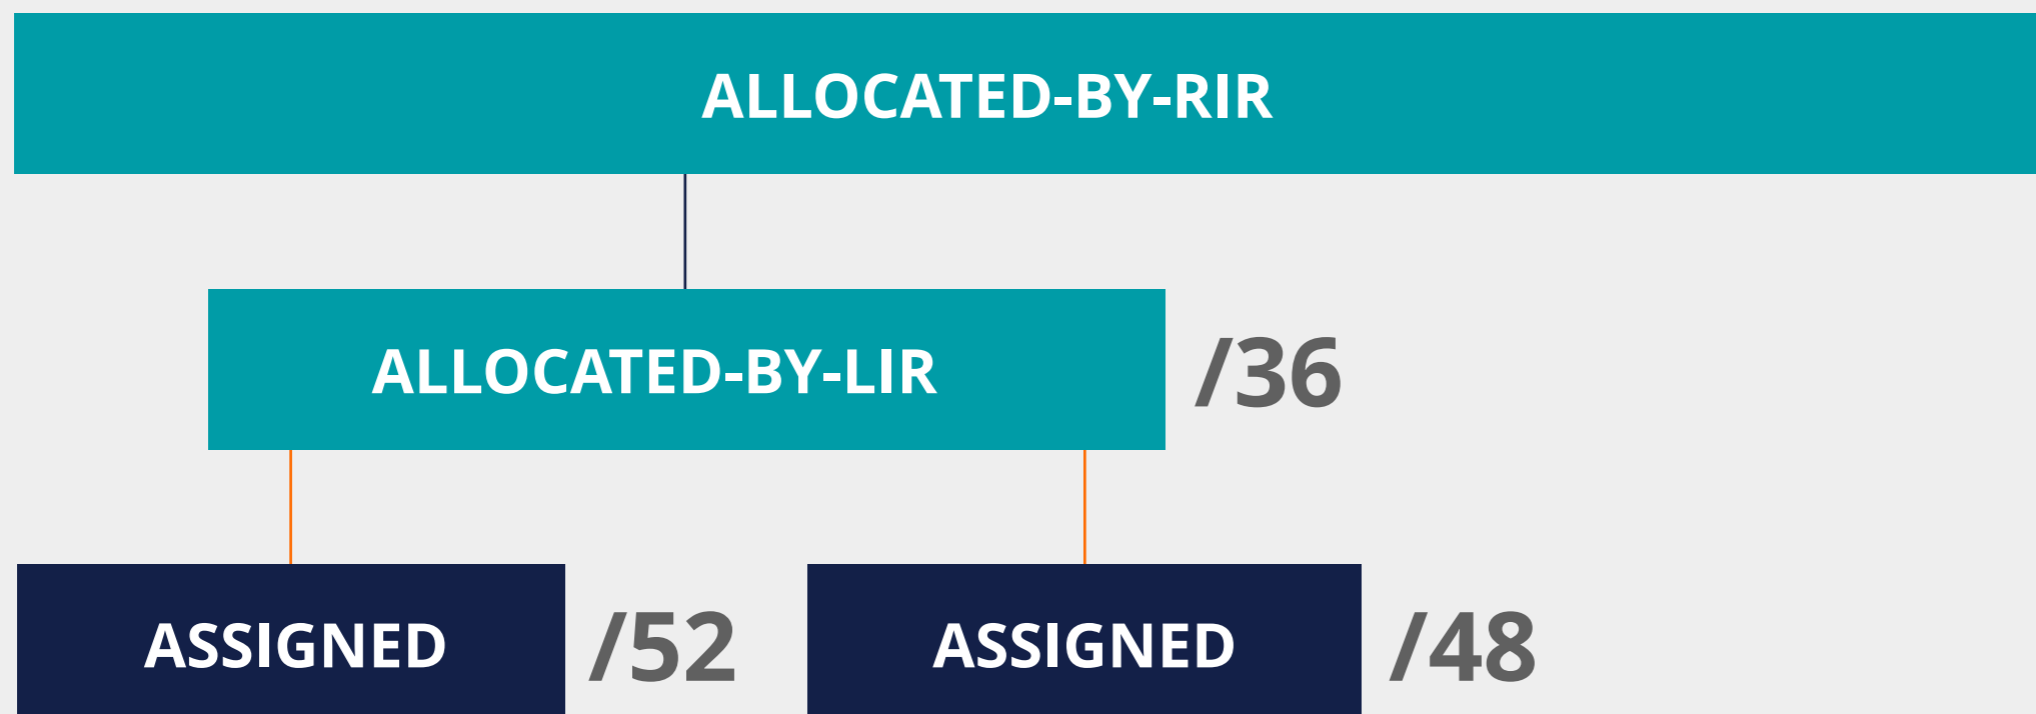 ALLOCATED-BY-RIR
ALLOCATED-BY-LIR /36
ASSIGNED /52 ASSIGNED /48